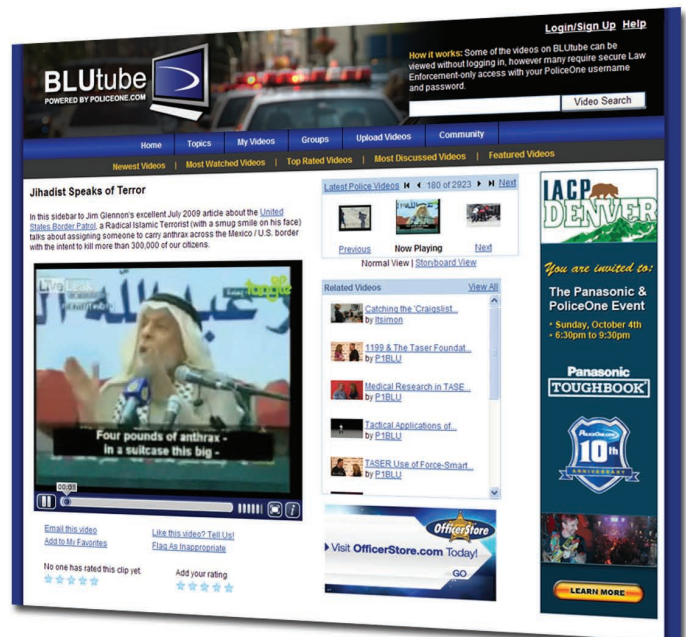 Login/Sign Up Help
How it works: Some of the videos on BLUtube can be
viewed without logging in, however many require secure Law
Enforcement-only access with your PoliceOne username
and password.
Video Search
BLUtube
POWERED BY POLICEONE.COM
Home Topics My Videos Groups Upload Videos Community
Newest Videos | Most Watched Videos | Top Rated Videos | Most Discussed Videos | Featured Videos
Jihadist Speaks of Terror
In this sidebar to Jim Glennon's excellent July 2009 article about the United
States Border Patrol, a Radical Islamic Terrorist (with a smug smile on his face)
talks about assigning someone to carry anthrax across the Mexico / U.S. border
with the intent to kill more than 300,000 of our citizens.
LiveLeak
Four pounds of anthrax -
in a suitcase this big -
00:03
Email this video
Add to My Favorites
Like this video? Tell Us!
Flag As Inappropriate
No one has rated this clip yet.
Add your rating
Latest Police Videos 180 of 2923 Next
Previous Now Playing Next
Normal View | Storyboard View
Related Videos View All
Catching the 'Craigslist...
by ltsimon
1199 & The Taser Foundat...
by P1BLU
Medical Research in TASE...
by P1BLU
Tactical Applications of...
by P1BLU
TASER Use of Force-Smart...
by P1BLU
OfficerStore
Visit OfficerStore.com Today!
GO
IACP
DENVER
You are invited to:
The Panasonic &
PoliceOne Event
• Sunday, October 4th
• 6:30pm to 9:30pm
Panasonic
TOUGHBOOK
PoliceOne.com
10th
ANNIVERSARY
LEARN MORE